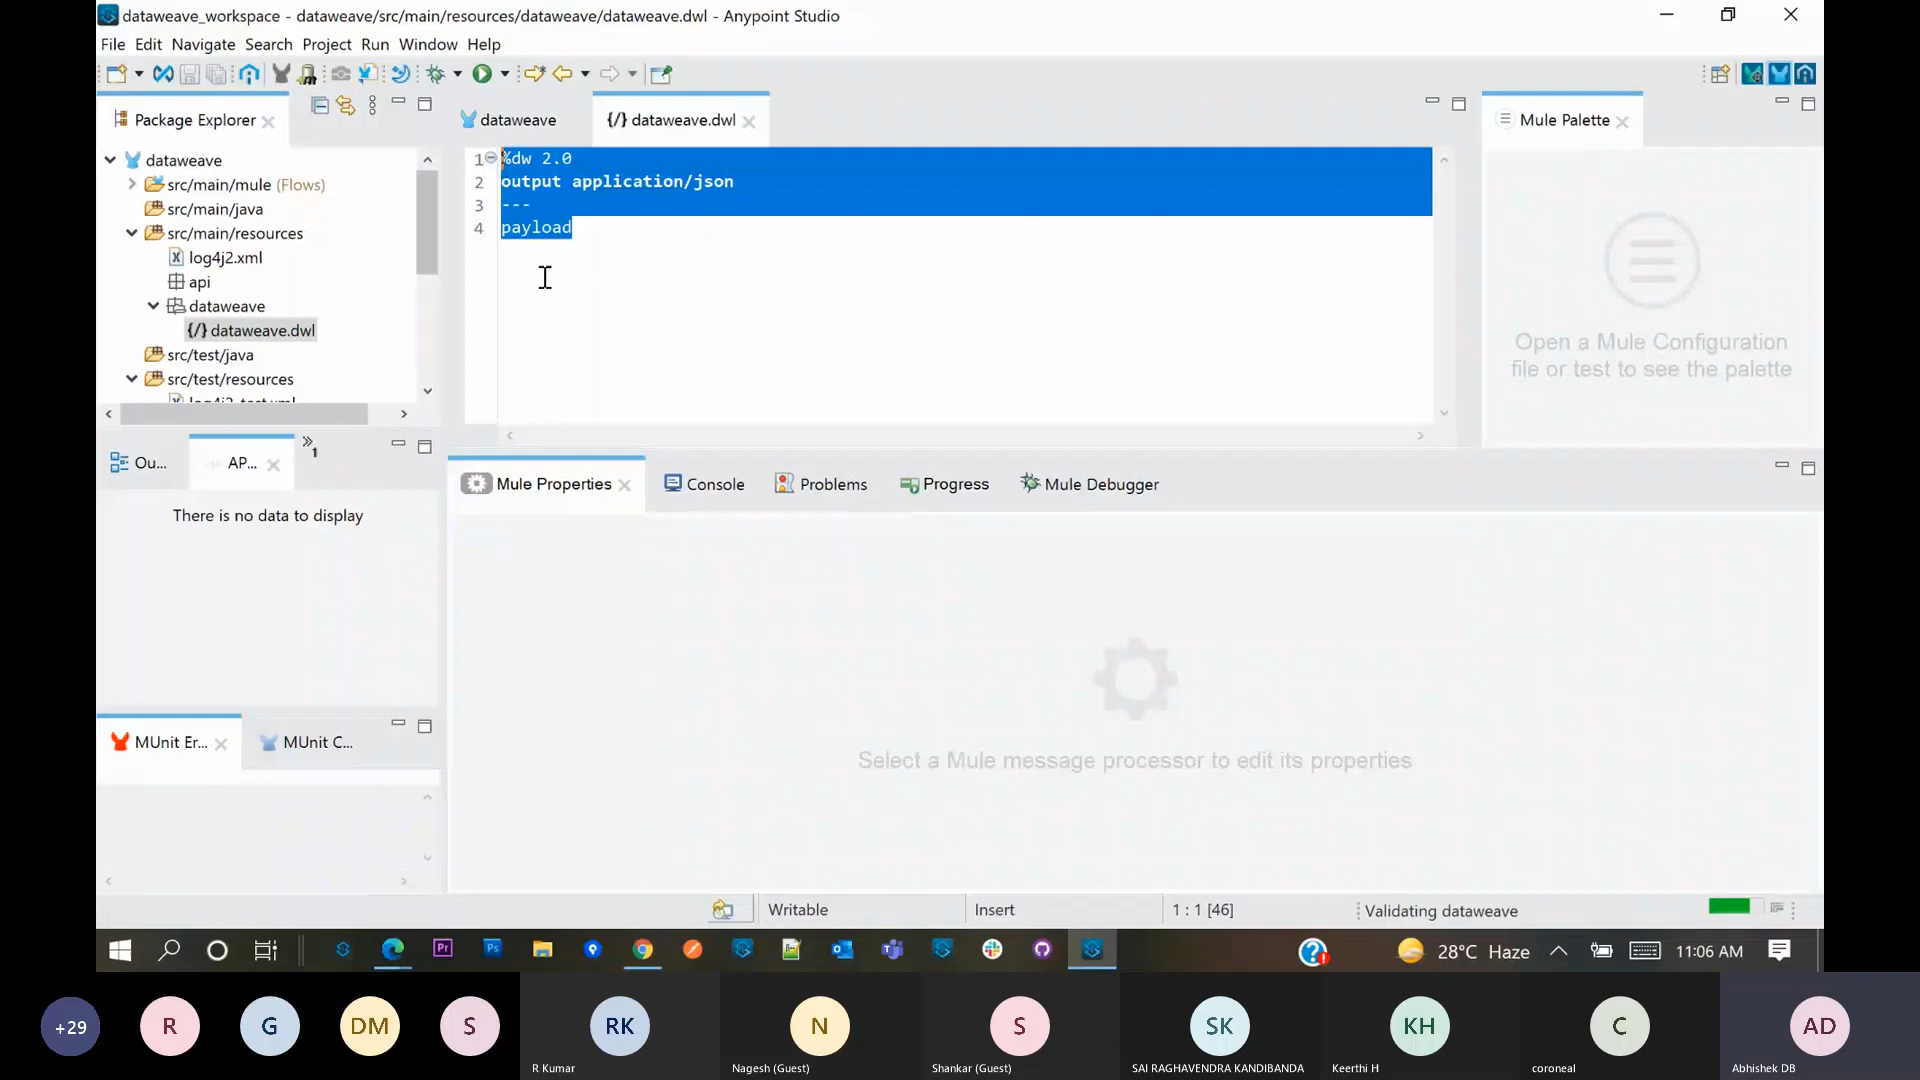 dataweave_workspace - dataweave/src/main/resources/dataweave/dataweave.dwl - Anypoint Studio
File Edit Navigate Search Project Run Window Help
Package Explorer
dataweave
{/} dataweave.dwl
Mule Palette
dataweave
src/main/mule (Flows)
src/main/java
src/main/resources
log4j2.xml
api
dataweave
{/} dataweave.dwl
src/test/java
src/test/resources
log4j2-test.xml
1 %dw 2.0
2 output application/json
3 ---
4 payload
Open a Mule Configuration
file or test to see the palette
Ou...
AP...
»1
There is no data to display
Mule Properties
Console
Problems
Progress
Mule Debugger
Select a Mule message processor to edit its properties
MUnit Er...
MUnit C...
Writable
Insert
1 : 1 [46]
Validating dataweave
Pr
Ps
28°C Haze
11:06 AM
+29
R
G
DM
S
RK
N
S
SK
KH
C
AD
R Kumar
Nagesh (Guest)
Shankar (Guest)
SAI RAGHAVENDRA KANDIBANDA
Keerthi H
coroneal
Abhishek DB